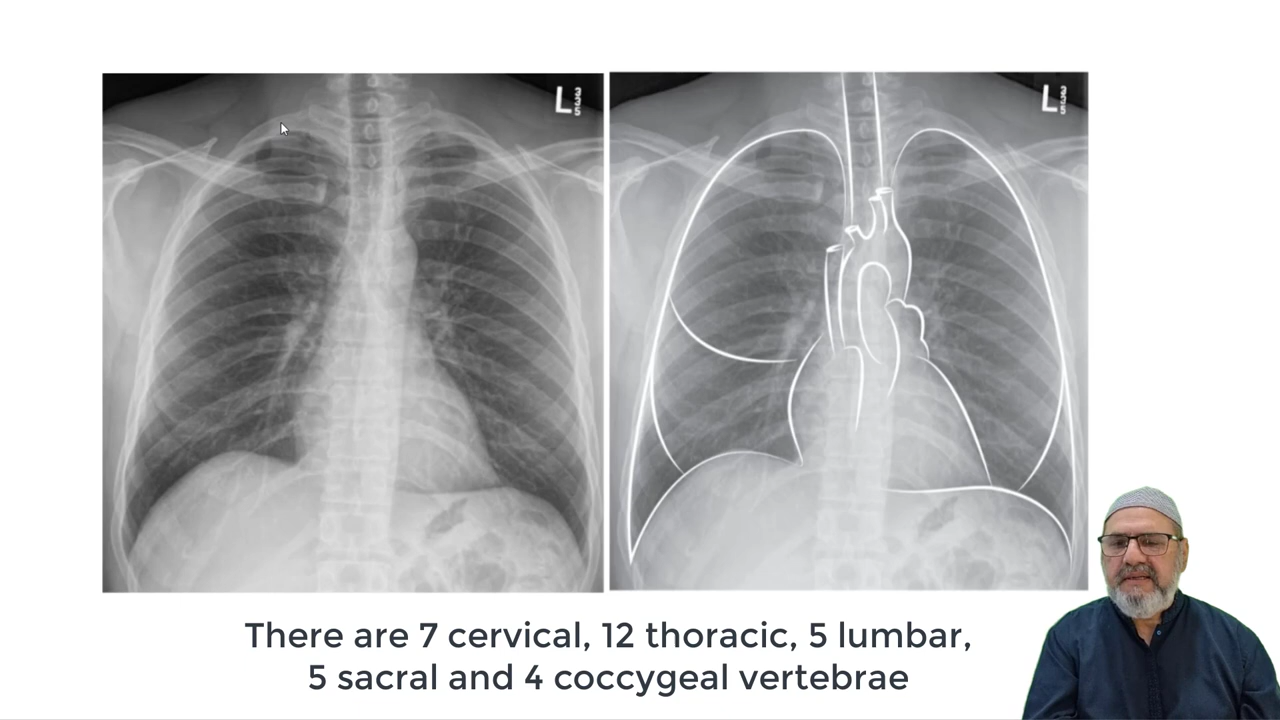 L
L
There are 7 cervical, 12 thoracic, 5 lumbar,
5 sacral and 4 coccygeal vertebrae